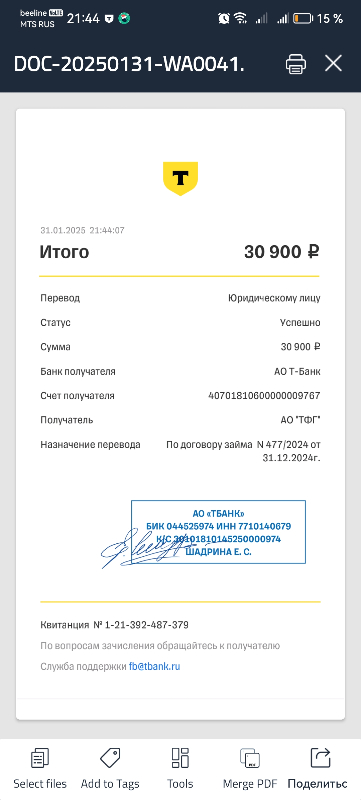 beeline
MTS RUS
21:44
15 %
DOC-20250131-WA0041.
Т
31.01.2025 21:44:07
Итого 30 900 ₽
Перевод Юридическому лицу
Статус Успешно
Сумма 30 900 ₽
Банк получателя АО Т-Банк
Счет получателя 40701810600000009767
Получатель АО "ТФГ"
Назначение перевода По договору займа N 477/2024 от
31.12.2024г.
АО «ТБАНК»
БИК 044525974 ИНН 7710140679
К/С 30101810145250000974
ШАДРИНА Е. С.
Квитанция № 1-21-392-487-379
По вопросам зачисления обращайтесь к получателю
Служба поддержки fb@tbank.ru
Select files Add to Tags Tools Merge PDF Поделитьс